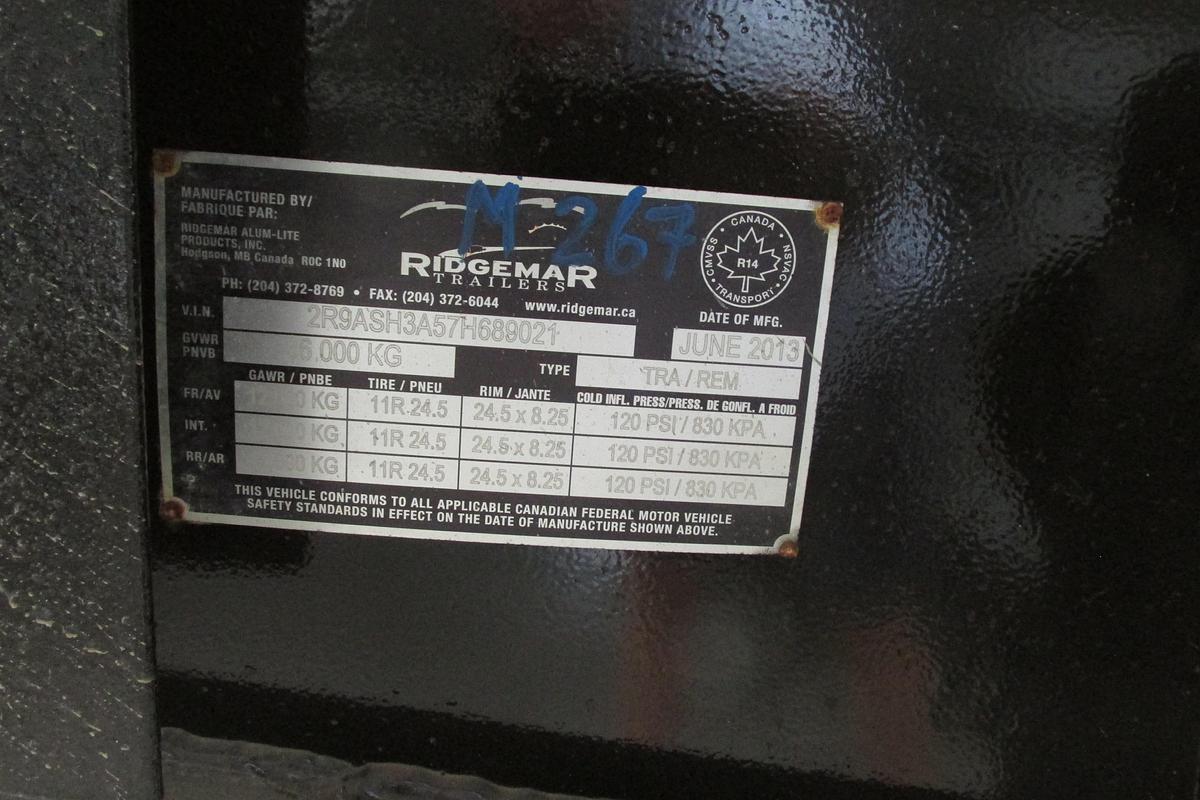 MANUFACTURED BY/
FABRIQUE PAR:
RIDGEMAR ALUM-LITE
PRODUCTS, INC.
Hodgson, MB Canada R0C 1N0
M 267
RIDGEMAR
TRAILERS
CANADA
CMVSS
NSVAC
R14
TRANSPORT
PH: (204) 372-8769 • FAX: (204) 372-6044 www.ridgemar.ca
DATE OF MFG.
V.I.N. 2R9ASH3A57H689021 JUNE 2013
GVWR
PNVB
6,000 KG TYPE TRA / REM
GAWR / PNBE TIRE / PNEU RIM / JANTE COLD INFL. PRESS/PRESS. DE GONFL. A FROID
FR/AV KG 11R 24.5 24.5 x 8.25 120 PSI / 830 KPA
INT. KG 11R 24.5 24.5 x 8.25 120 PSI / 830 KPA
RR/AR KG 11R 24.5 24.5 x 8.25 120 PSI / 830 KPA
THIS VEHICLE CONFORMS TO ALL APPLICABLE CANADIAN FEDERAL MOTOR VEHICLE
SAFETY STANDARDS IN EFFECT ON THE DATE OF MANUFACTURE SHOWN ABOVE.